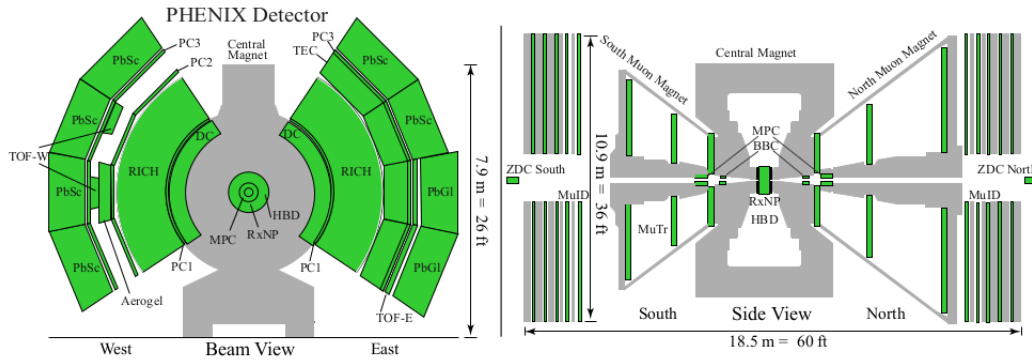 PHENIX Detector
PbSc
PC3
PC2
Central
Magnet
PC3
TEC
PbSc
PbSc
DC
DC
PbSc
TOF-W
RICH
RICH
PbSc
PbSc
PbGl
HBD
MPC
RxNP
PbSc
PC1
PC1
PbGl
Aerogel
TOF-E
West
Beam View
East
7.9 m = 26 ft
South Muon Magnet
Central Magnet
North Muon Magnet
10.9 m = 36 ft
MPC
BBC
ZDC South
ZDC North
MuID
MuID
RxNP
HBD
MuTr
South
Side View
North
18.5 m = 60 ft